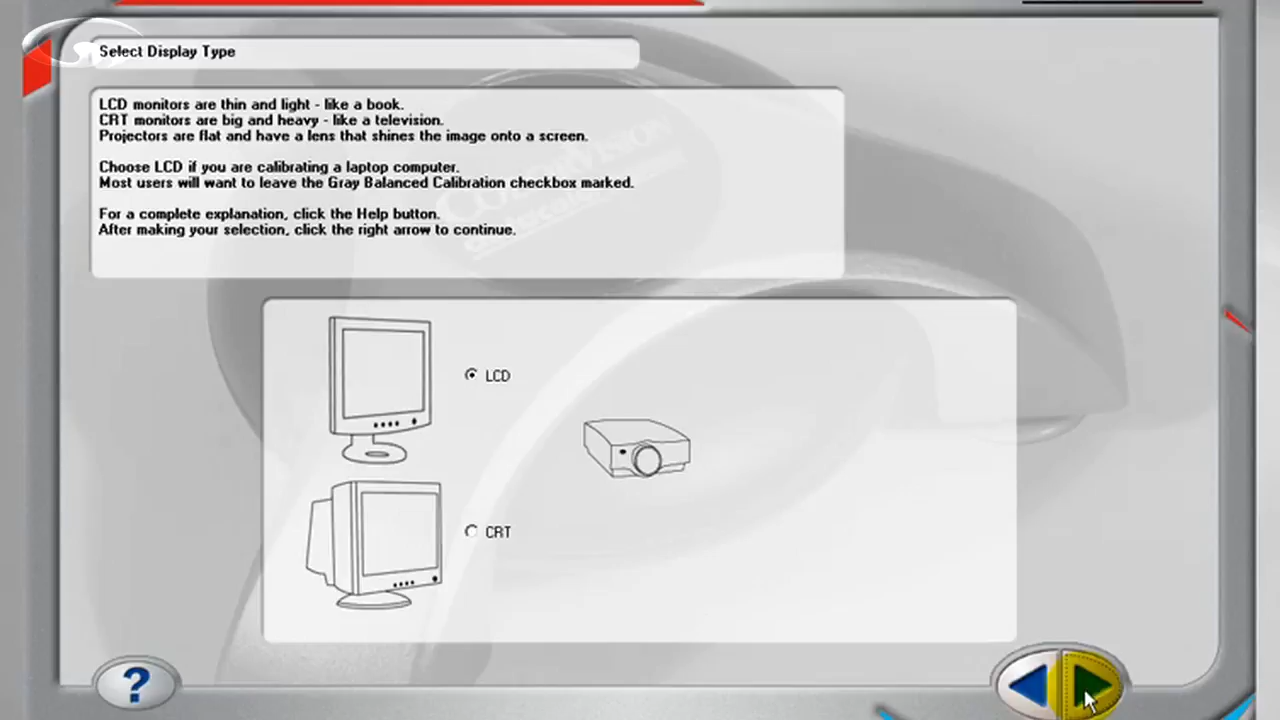 Select Display Type
LCD monitors are thin and light - like a book.
CRT monitors are big and heavy - like a television.
Projectors are flat and have a lens that shines the image onto a screen.
Choose LCD if you are calibrating a laptop computer.
Most users will want to leave the Gray Balanced Calibration checkbox marked.
For a complete explanation, click the Help button.
After making your selection, click the right arrow to continue.
LCD
CRT
?